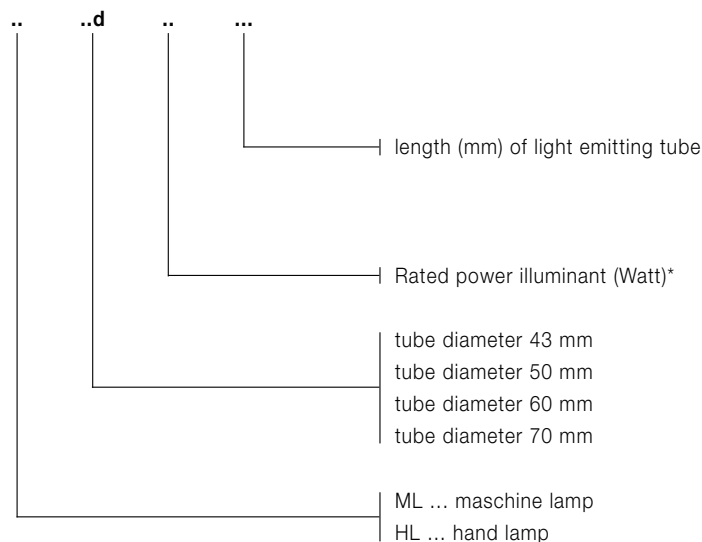 .. ..d .. ...
length (mm) of light emitting tube
Rated power illuminant (Watt)*
tube diameter 43 mm
tube diameter 50 mm
tube diameter 60 mm
tube diameter 70 mm
ML ... maschine lamp
HL ... hand lamp